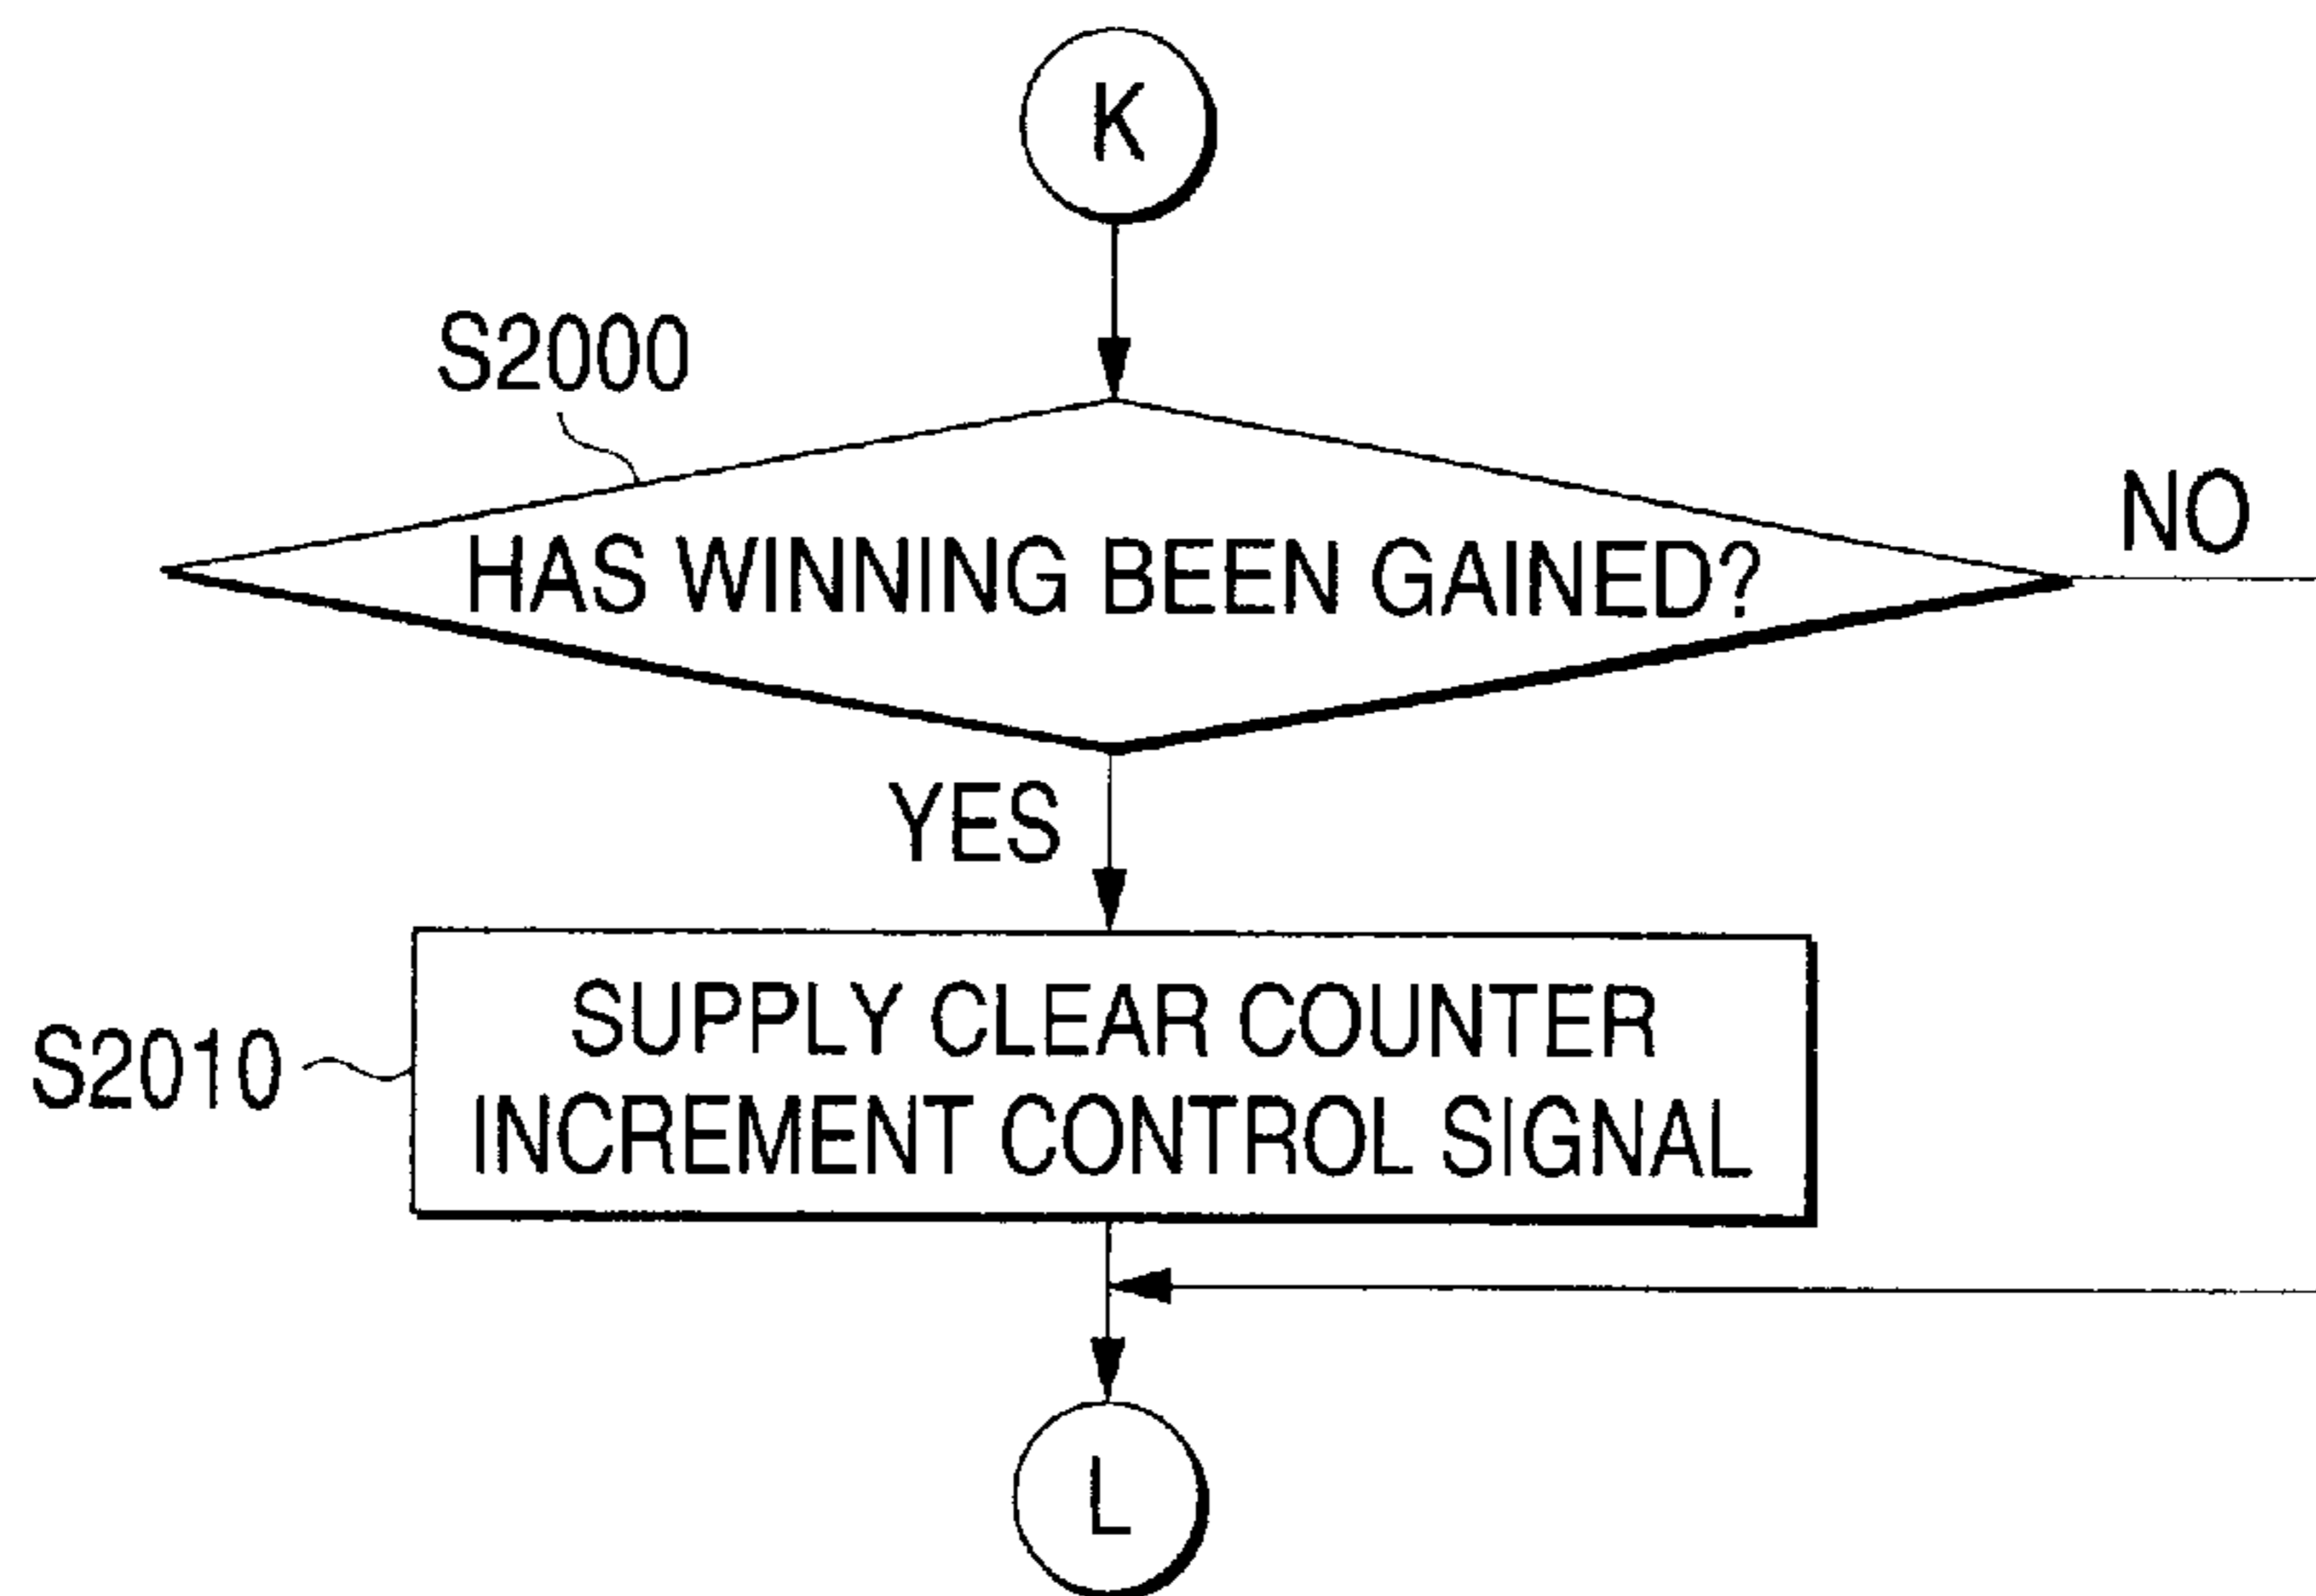 K
S2000
HAS WINNING BEEN GAINED?
NO
YES
S2010
SUPPLY CLEAR COUNTER
INCREMENT CONTROL SIGNAL
L